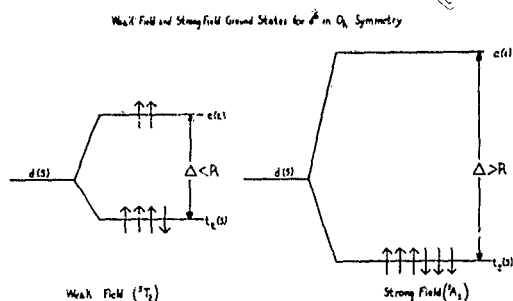 Weak Field and Strong Field Ground States for d⁶ in Oₕ Symmetry
e(2)
d(5)
Δ<P
t₂(3)
Weak Field (⁵T₂)
d(5)
Δ>P
t₂(3)
Strong Field (¹A₁)